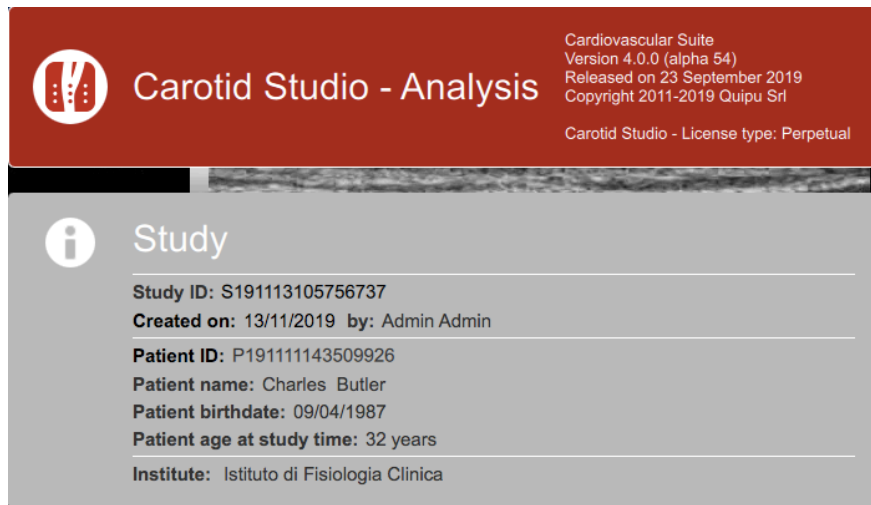 Carotid Studio - Analysis
Cardiovascular Suite
Version 4.0.0 (alpha 54)
Released on 23 September 2019
Copyright 2011-2019 Quipu Srl
Carotid Studio - License type: Perpetual
Study
Study ID: S191113105756737
Created on: 13/11/2019 by: Admin Admin
Patient ID: P191111143509926
Patient name: Charles Butler
Patient birthdate: 09/04/1987
Patient age at study time: 32 years
Institute: Istituto di Fisiologia Clinica